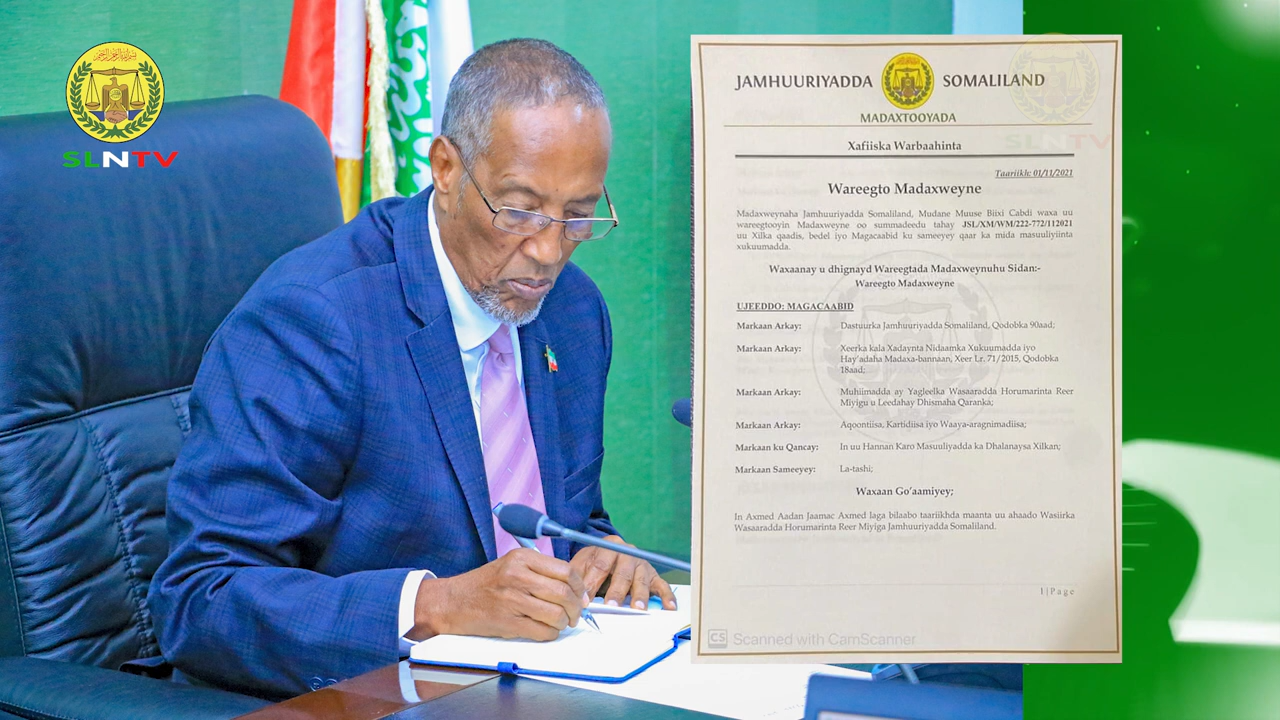 SLNTV
JAMHUURIYADDA SOMALILAND
MADAXTOOYADA
Xafiiska Warbaahinta
Taariikh: 01/11/2021
Wareegto Madaxweyne
Madaxweynaha Jamhuuriyadda Somaliland, Mudane Muuse Biixi Cabdi waxa uu
wareegtooyin Madaxweyne oo summadeedu tahay JSL/XM/WM/222-772/112021
uu Xilka qaadis, bedel iyo Magacaabid ku sameeyey qaar ka mida masuuliyiinta
xukuumadda.
Waxaanay u dhignayd Wareegtada Madaxweynuhu Sidan:-
Wareegto Madaxweyne
UJEEDDO: MAGACAABID
Markaan Arkay: Dastuurka Jamhuuriyadda Somaliland, Qodobka 90aad;
Markaan Arkay: Xeerka kala Xadaynta Nidaamka Xukuumadda iyo
Hay'adaha Madaxa-bannaan, Xeer Lr. 71/2015, Qodobka
18aad;
Markaan Arkay: Muhiimadda ay Yagleelka Wasaaradda Horumarinta Reer
Miyigu u Leedahay Dhismaha Qaranka;
Markaan Arkay: Aqoontiisa, Kartidiisa iyo Waaya-aragnimadiisa;
Markaan ku Qancay: In uu Hannan Karo Masuuliyadda ka Dhalanaysa Xilkan;
Markaan Sameeyey: La-tashi;
Waxaan Go'aamiyey;
In Axmed Aadan Jaamac Axmed laga bilaabo taariikhda maanta uu ahaado Wasiirka
Wasaaradda Horumarinta Reer Miyiga Jamhuuriyadda Somaliland.
1 | Page
CS Scanned with CamScanner